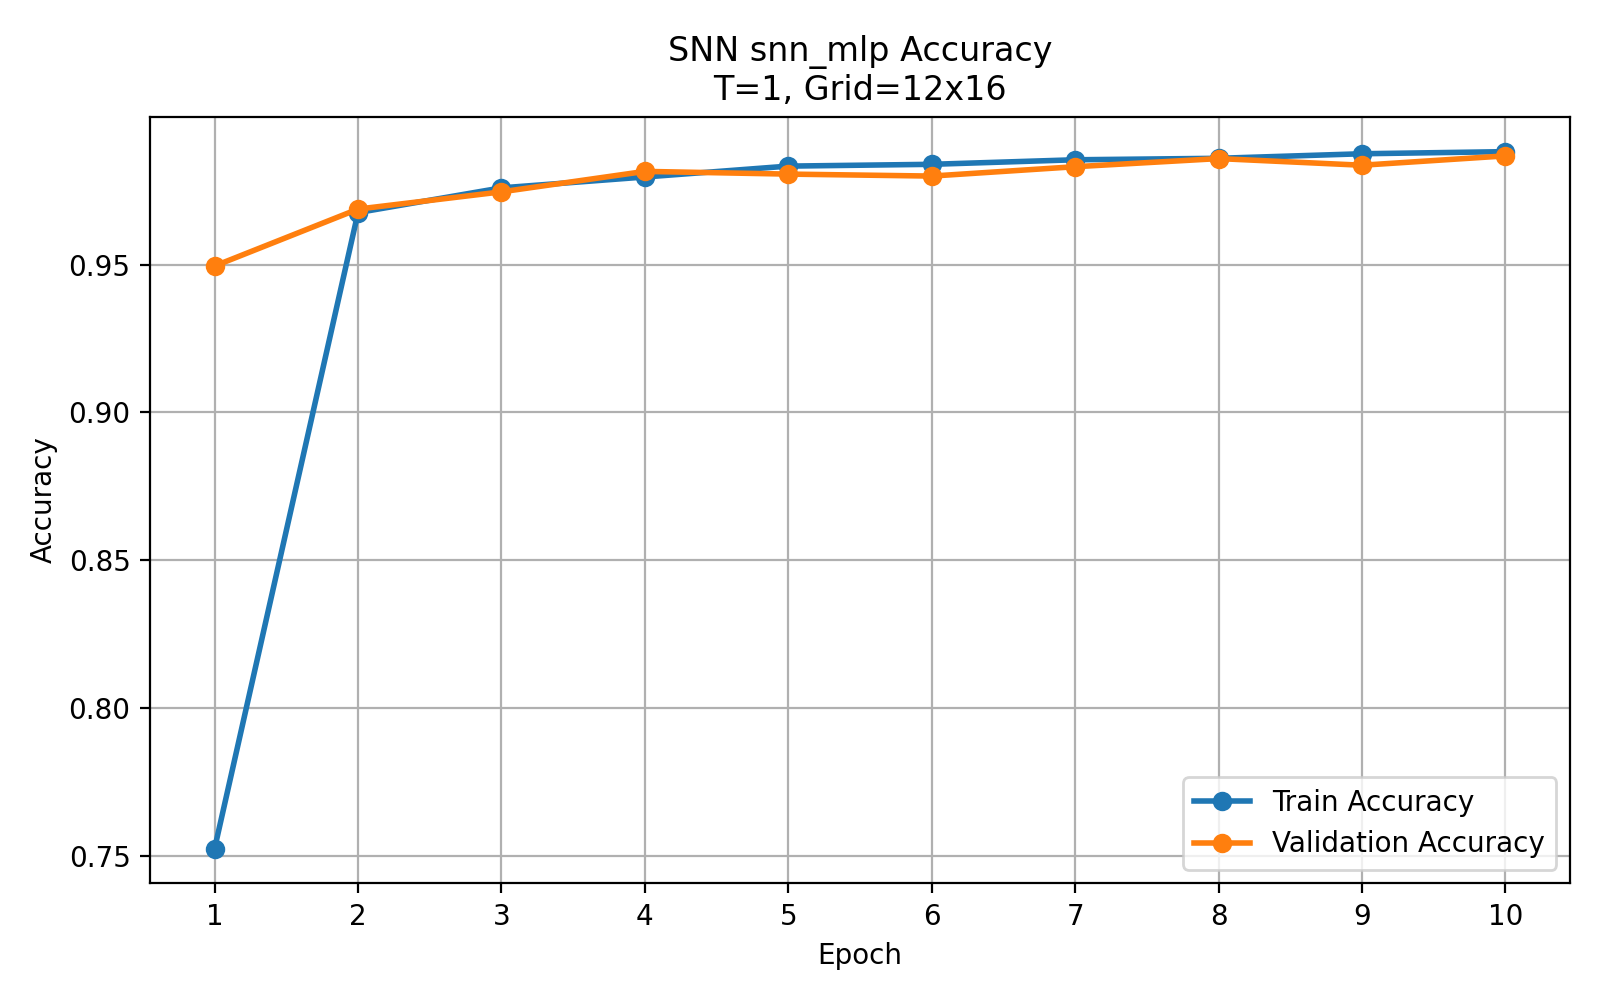 SNN snn_mlp Accuracy
T=1, Grid=12x16
Accuracy
0.95
0.90
0.85
0.80
0.75
1 2 3 4 5 6 7 8 9 10
Epoch
Train Accuracy
Validation Accuracy